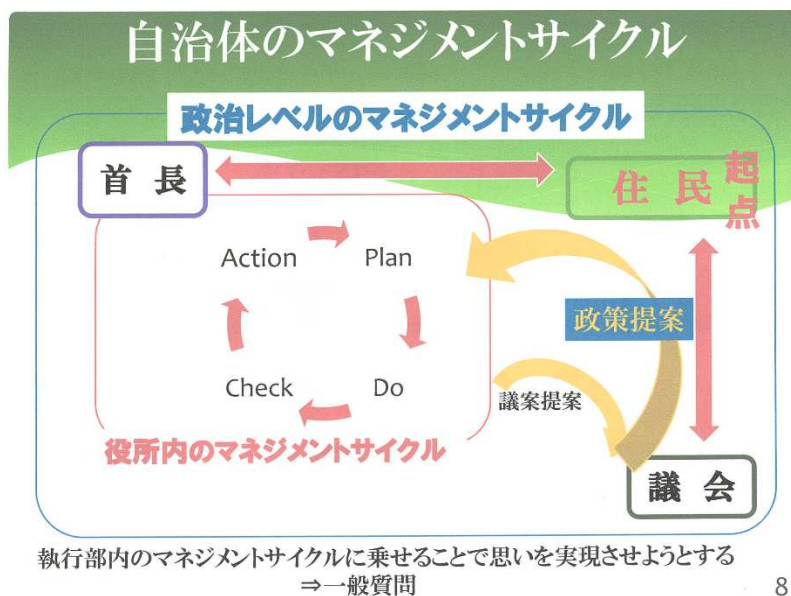 自治体のマネジメントサイクル
政治レベルのマネジメントサイクル
首長
住民
起点
Action
Plan
Check
Do
政策提案
議案提案
役所内のマネジメントサイクル
議会
執行部内のマネジメントサイクルに乗せることで思いを実現させようとする
⇒一般質問
8